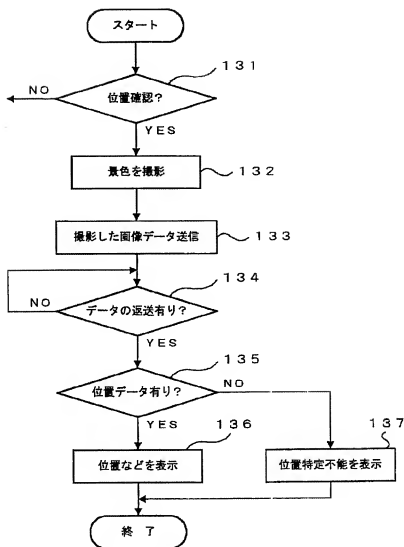 スタート
131
位置確認?
NO
YES
景色を撮影
132
撮影した画像データ送信
133
134
データの返送有り?
NO
YES
135
位置データ有り?
NO
YES
136
137
位置などを表示
位置特定不能を表示
終 了